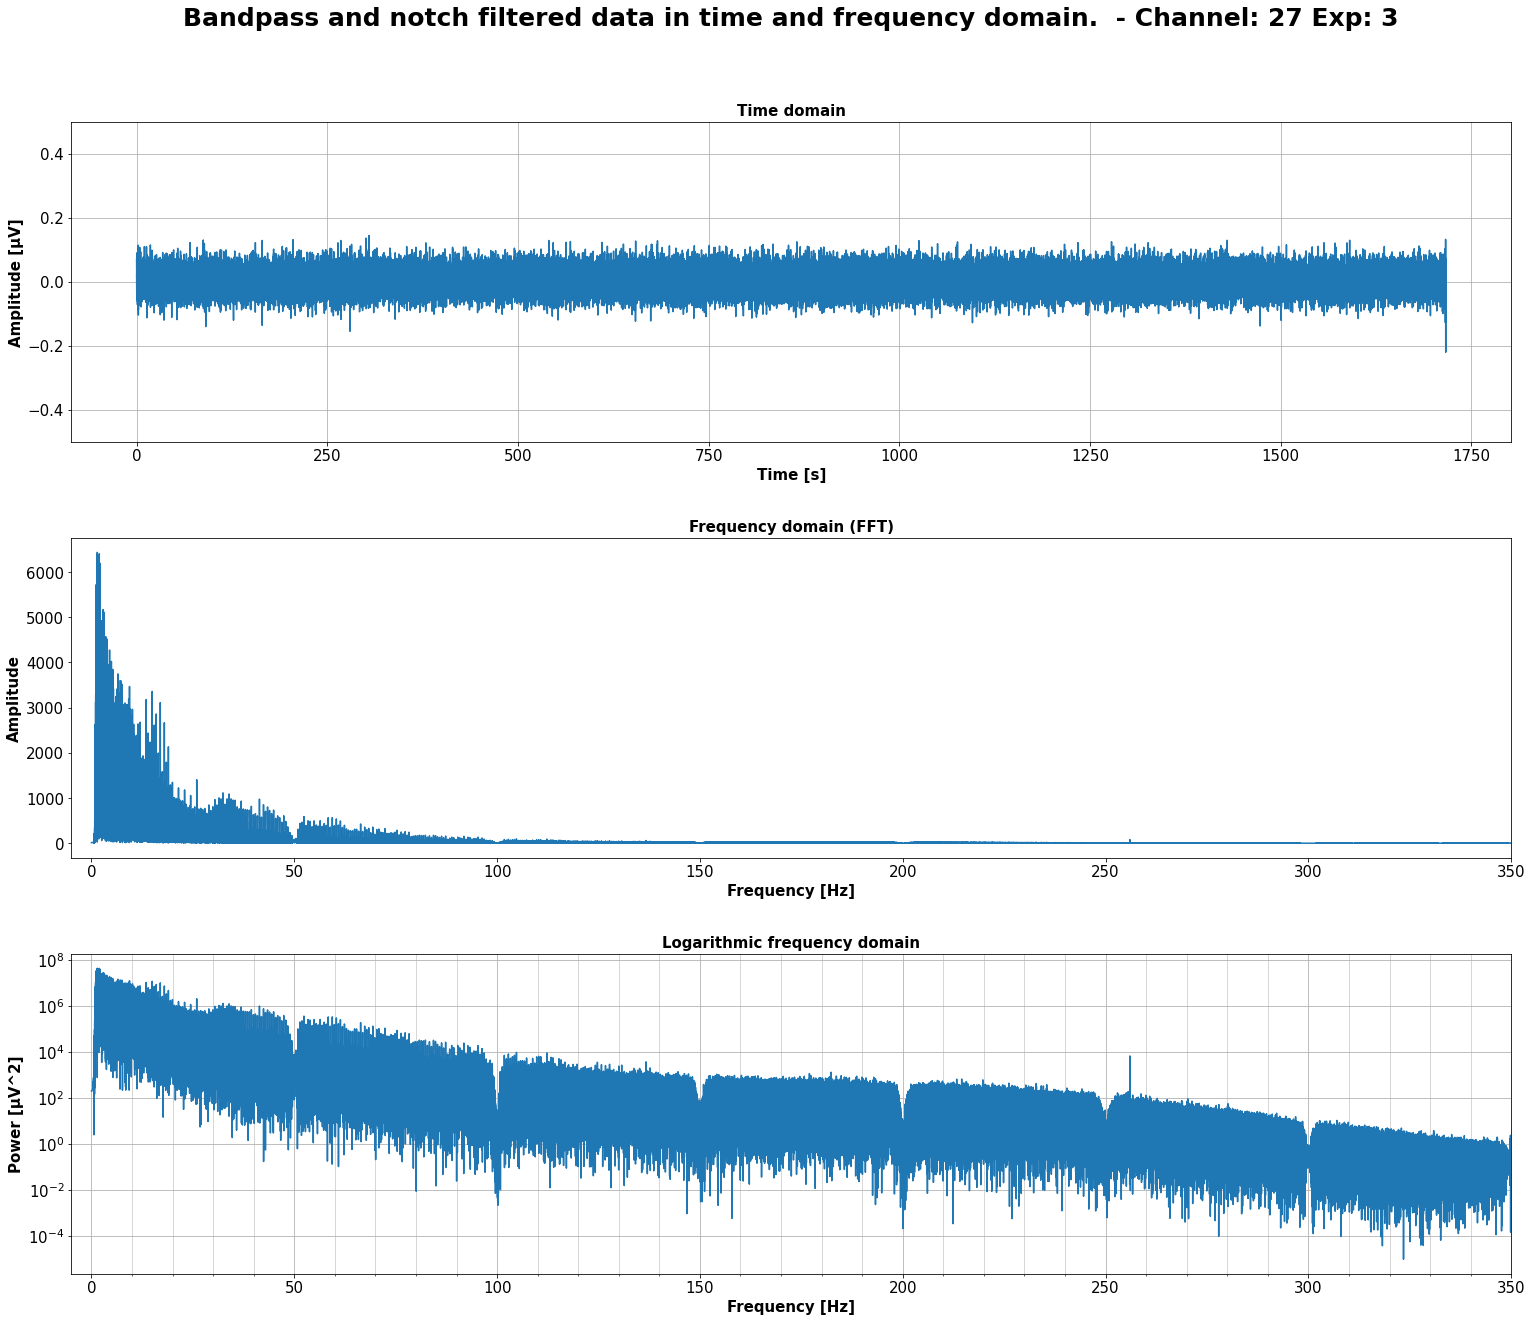 Bandpass and notch filtered data in time and frequency domain.  - Channel: 27 Exp: 3
Time domain
Amplitude [µV]
0.4
0.2
0.0
−0.2
−0.4
0 250 500 750 1000 1250 1500 1750
Time [s]
Frequency domain (FFT)
Amplitude
6000
5000
4000
3000
2000
1000
0
0 50 100 150 200 250 300 350
Frequency [Hz]
Logarithmic frequency domain
Power [µV^2]
10^8
10^6
10^4
10^2
10^0
10^−2
10^−4
0 50 100 150 200 250 300 350
Frequency [Hz]